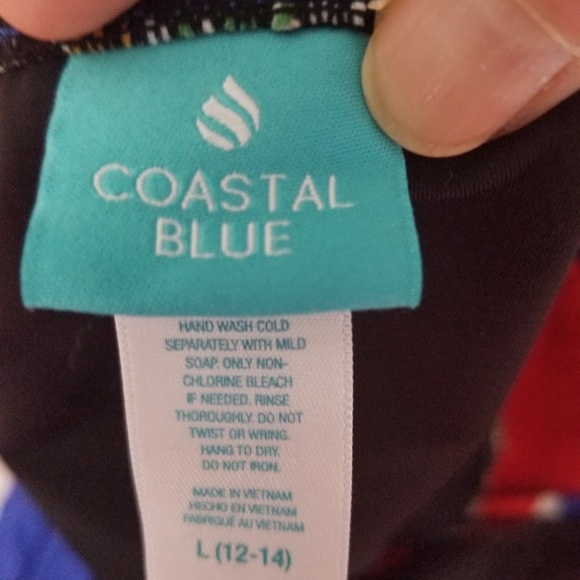 COASTAL
BLUE
HAND WASH COLD
SEPARATELY WITH MILD
SOAP. ONLY NON-
CHLORINE BLEACH
IF NEEDED. RINSE
THOROUGHLY. DO NOT
TWIST OR WRING.
HANG TO DRY.
DO NOT IRON.
MADE IN VIETNAM
HECHO EN VIETNAM
FABRIQUÉ AU VIETNAM
L (12-14)